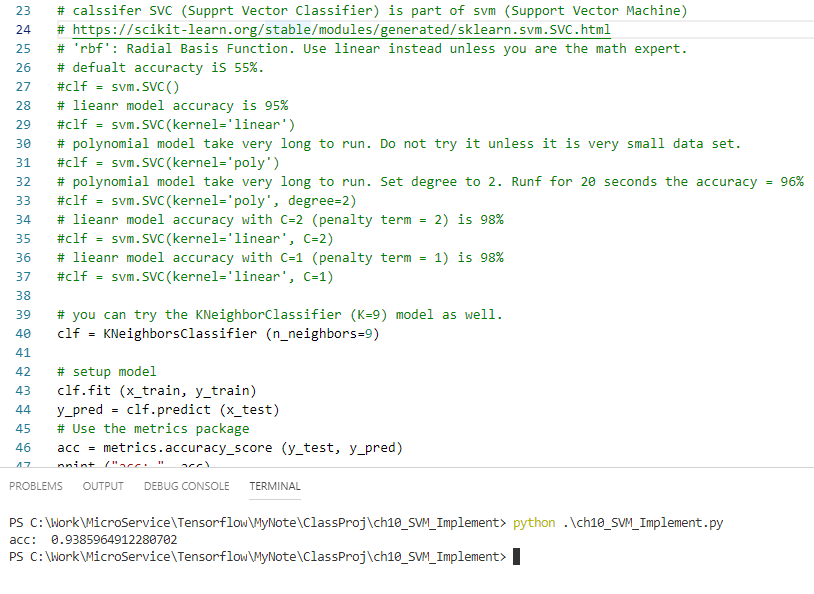 23 # calssifer SVC (Supprt Vector Classifier) is part of svm (Support Vector Machine)
24 # https://scikit-learn.org/stable/modules/generated/sklearn.svm.SVC.html
25 # 'rbf': Radial Basis Function. Use linear instead unless you are the math expert.
26 # defualt accuracty iS 55%.
27 #clf = svm.SVC()
28 # lieanr model accuracy is 95%
29 #clf = svm.SVC(kernel='linear')
30 # polynomial model take very long to run. Do not try it unless it is very small data set.
31 #clf = svm.SVC(kernel='poly')
32 # polynomial model take very long to run. Set degree to 2. Runf for 20 seconds the accuracy = 96%
33 #clf = svm.SVC(kernel='poly', degree=2)
34 # lieanr model accuracy with C=2 (penalty term = 2) is 98%
35 #clf = svm.SVC(kernel='linear', C=2)
36 # lieanr model accuracy with C=1 (penalty term = 1) is 98%
37 #clf = svm.SVC(kernel='linear', C=1)
38
39 # you can try the KNeighborClassifier (K=9) model as well.
40 clf = KNeighborsClassifier (n_neighbors=9)
41
42 # setup model
43 clf.fit (x_train, y_train)
44 y_pred = clf.predict (x_test)
45 # Use the metrics package
46 acc = metrics.accuracy_score (y_test, y_pred)
47 print ("acc: ", acc)
PROBLEMS OUTPUT DEBUG CONSOLE TERMINAL
PS C:\Work\MicroService\Tensorflow\MyNote\ClassProj\ch10_SVM_Implement> python .\ch10_SVM_Implement.py
acc:  0.9385964912280702
PS C:\Work\MicroService\Tensorflow\MyNote\ClassProj\ch10_SVM_Implement>